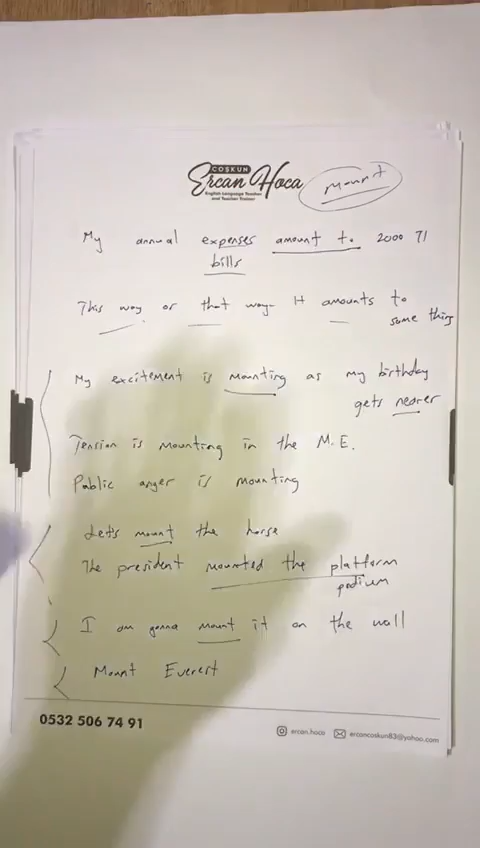 COŞKUN
Ercan Hoca
English Language Teacher
and Teacher Trainer
mount
My annual expenses amount to 2000 Tl
bills
This way or that way- It amounts to
some thing
My excitement is mounting as my birthday
gets nearer
Tension is mounting in the M.E.
Public anger is mounting
Let's mount the horse
The president mounted the platform
podium
I am gonna mount it on the wall
Mount Everest
0532 506 74 91
ercan.hoca
erconcoskun83@yahoo.com